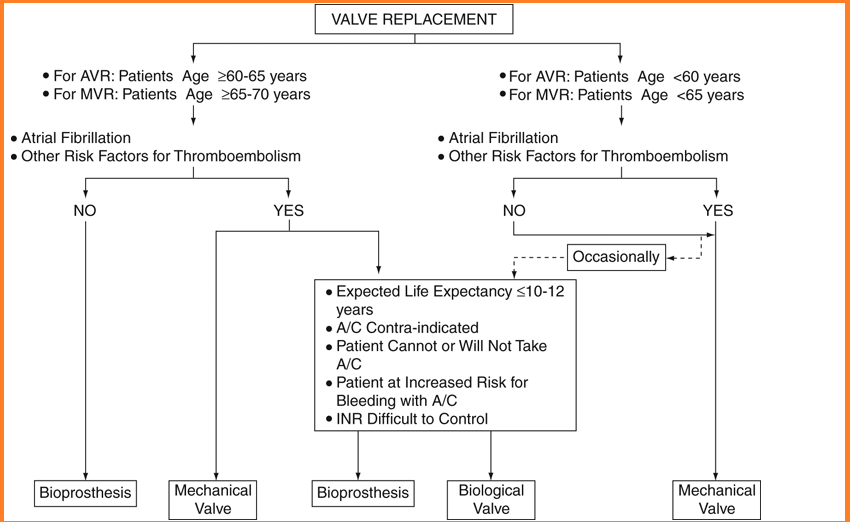 VALVE REPLACEMENT
• For AVR: Patients Age ≥60-65 years
• For MVR: Patients Age ≥65-70 years
• For AVR: Patients Age <60 years
• For MVR: Patients Age <65 years
• Atrial Fibrillation
• Other Risk Factors for Thromboembolism
• Atrial Fibrillation
• Other Risk Factors for Thromboembolism
NO
YES
NO
YES
Occasionally
• Expected Life Expectancy ≤10-12
years
• A/C Contra-indicated
• Patient Cannot or Will Not Take
A/C
• Patient at Increased Risk for
Bleeding with A/C
• INR Difficult to Control
Bioprosthesis
Mechanical
Valve
Bioprosthesis
Biological
Valve
Mechanical
Valve